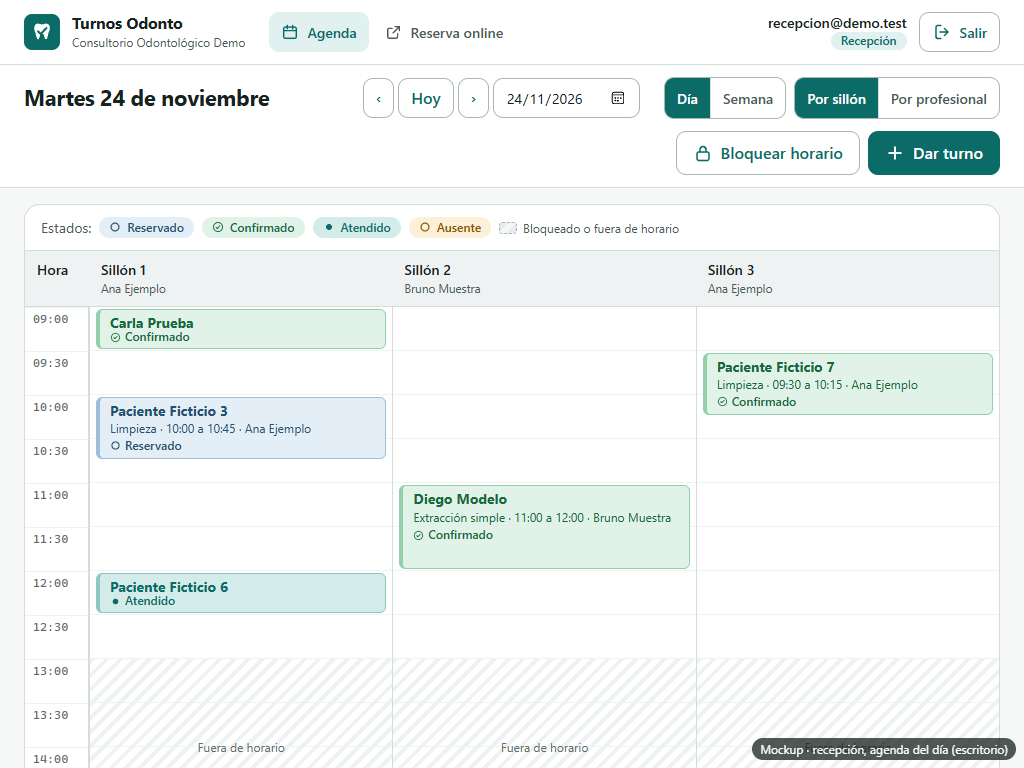 Turnos Odonto
Consultorio Odontológico Demo
Agenda
Reserva online
recepcion@demo.test
Recepción
Salir
Martes 24 de noviembre
‹
Hoy
›
24/11/2026
Día
Semana
Por sillón
Por profesional
Bloquear horario
Dar turno
Estados:
Reservado
Confirmado
Atendido
Ausente
Bloqueado o fuera de horario
Hora
Sillón 1
Ana Ejemplo
Sillón 2
Bruno Muestra
Sillón 3
Ana Ejemplo
09:00
Carla Prueba
Confirmado
09:30
Paciente Ficticio 7
Limpieza · 09:30 a 10:15 · Ana Ejemplo
Confirmado
10:00
Paciente Ficticio 3
Limpieza · 10:00 a 10:45 · Ana Ejemplo
Reservado
10:30
11:00
Diego Modelo
Extracción simple · 11:00 a 12:00 · Bruno Muestra
Confirmado
11:30
12:00
Paciente Ficticio 6
Atendido
12:30
13:00
13:30
Fuera de horario
Fuera de horario
14:00
Mockup · recepción, agenda del día (escritorio)